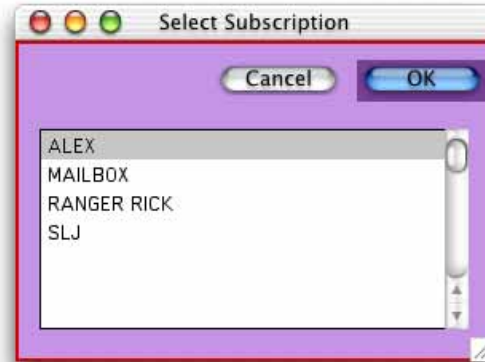 Select Subscription
Cancel OK
ALEX
MAILBOX
RANGER RICK
SLJ